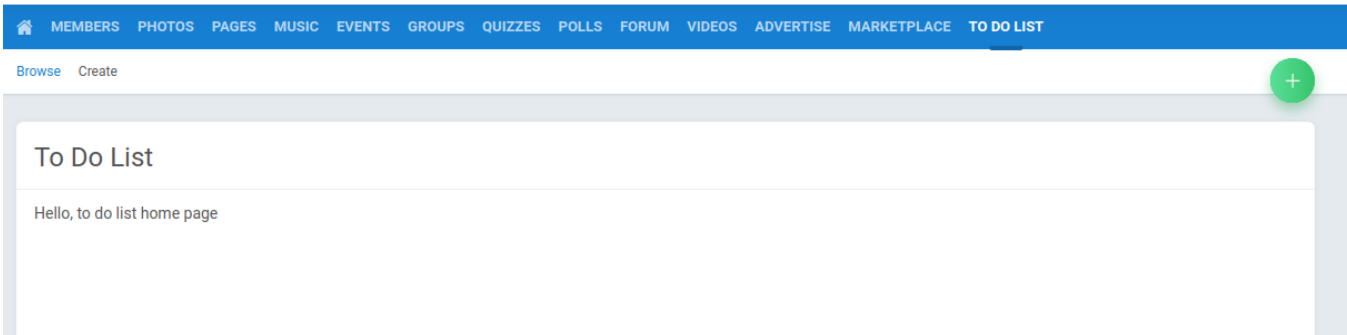 MEMBERS PHOTOS PAGES MUSIC EVENTS GROUPS QUIZZES POLLS FORUM VIDEOS ADVERTISE MARKETPLACE TO DO LIST
Browse Create
+
To Do List
Hello, to do list home page